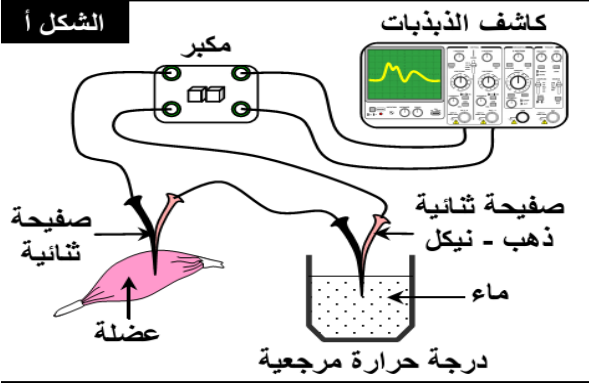 الشكل أ
كاشف الذبذبات
مكبر
صفيحة ثنائية
صفيحة ثنائية
ذهب - نيكل
ماء
عضلة
درجة حرارة مرجعية